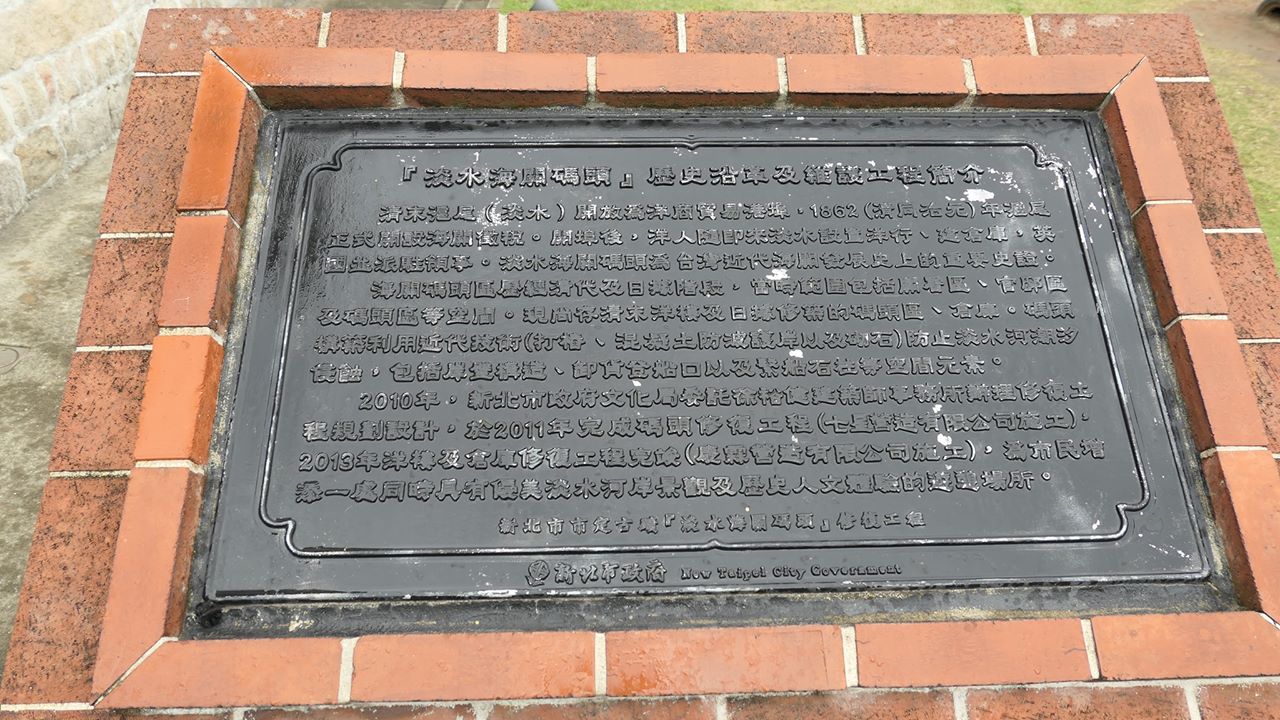 『淡水海關碼頭』歷史沿革及建設工程簡介
清末滬尾(淡水)開放為洋商貿易港埠，1862(清同治元)年滬尾
正式開設海關徵稅。開埠後，洋人隨即來淡水設置洋行、建倉庫，英
國並派駐領事。淡水海關碼頭為台灣近代海關發展史上的重要史證。
海關碼頭區歷經清代及日據階段，當時範圍包括關署區、官邸區
及碼頭區等空間。現尚存清末洋樓及日據修築的碼頭區、倉庫。碼頭
構築利用近代技術(打樁、混凝土防波護岸以及砌石)防止淡水河潮汐
侵蝕，包括岸壁構造、卸貨登船口以及繫船石柱等空間元素。
2010年，新北市政府文化局委託徐裕健建築師事務所辦理修復工
程規劃設計，於2011年完成碼頭修復工程(七星營造有限公司施工)，
2013年洋樓及倉庫修復工程完竣(康霖營造有限公司施工)，為市民增
添一處同時具有優美淡水河岸景觀及歷史人文體驗的遊憩場所。
新北市市定古蹟『淡水海關碼頭』修復工程
新北市政府 New Taipei City Government